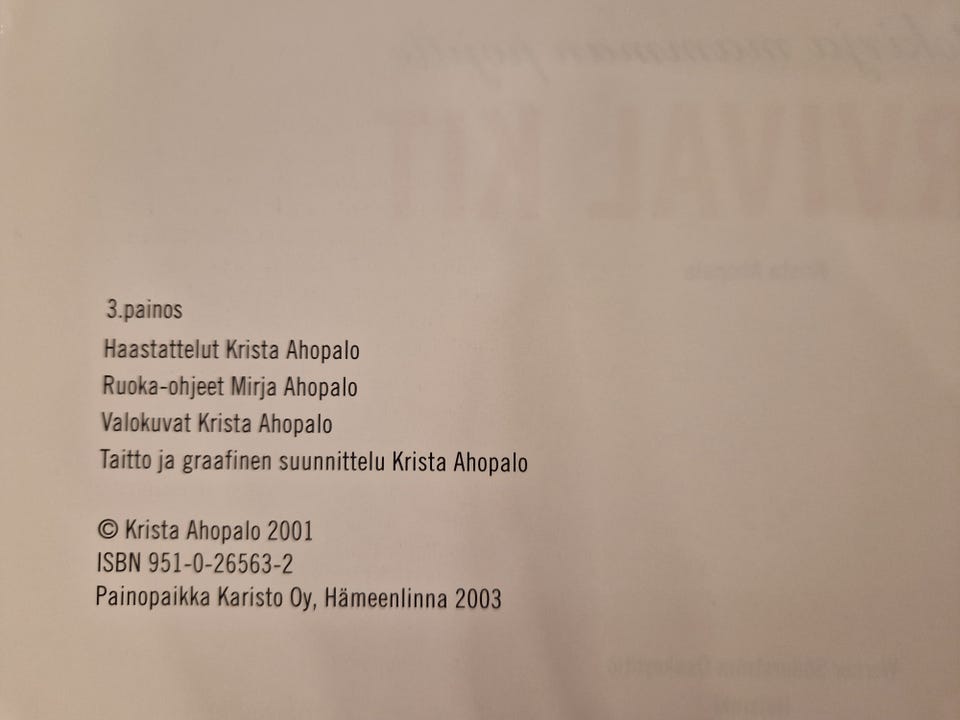 3.painos
Haastattelut Krista Ahopalo
Ruoka-ohjeet Mirja Ahopalo
Valokuvat Krista Ahopalo
Taitto ja graafinen suunnittelu Krista Ahopalo
© Krista Ahopalo 2001
ISBN 951-0-26563-2
Painopaikka Karisto Oy, Hämeenlinna 2003